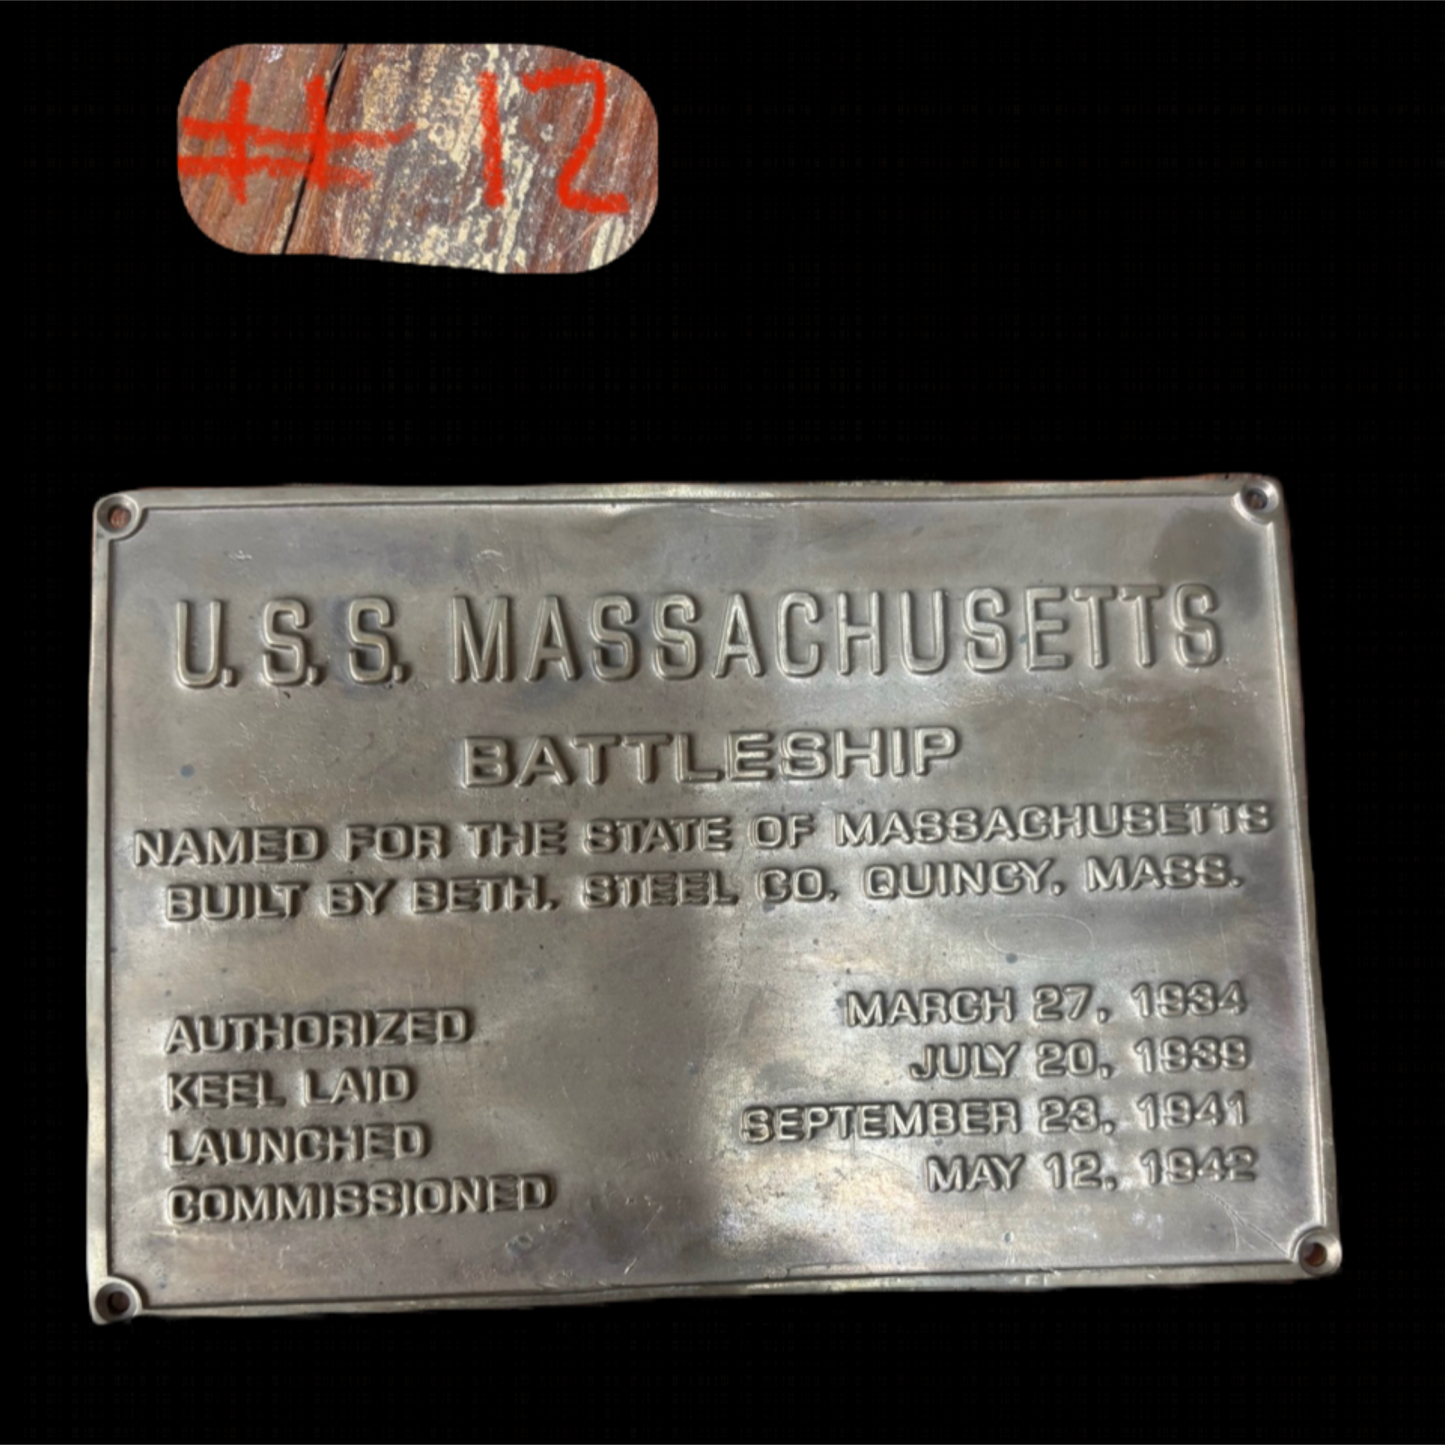 # 12
U.S.S. MASSACHUSETTS
BATTLESHIP
NAMED FOR THE STATE OF MASSACHUSETTS
BUILT BY BETH. STEEL CO. QUINCY, MASS.
AUTHORIZED MARCH 27, 1934
KEEL LAID JULY 20, 1939
LAUNCHED SEPTEMBER 23, 1941
COMMISSIONED MAY 12, 1942